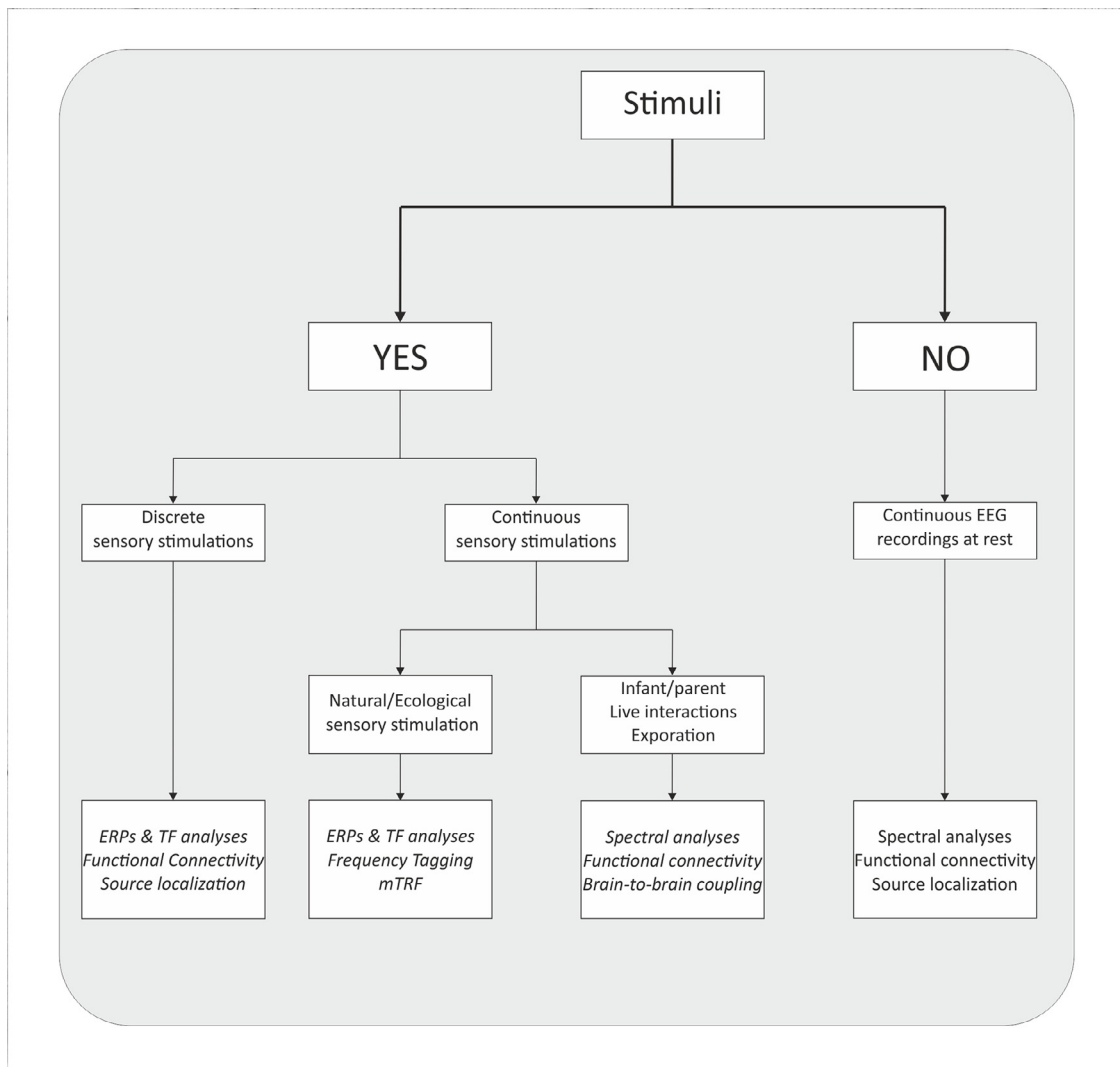 Stimuli
YES
NO
Discrete
sensory stimulations
Continuous
sensory stimulations
Continuous EEG
recordings at rest
Natural/Ecological
sensory stimulation
Infant/parent
Live interactions
Exporation
ERPs & TF analyses
Functional Connectivity
Source localization
ERPs & TF analyses
Frequency Tagging
mTRF
Spectral analyses
Functional connectivity
Brain-to-brain coupling
Spectral analyses
Functional connectivity
Source localization